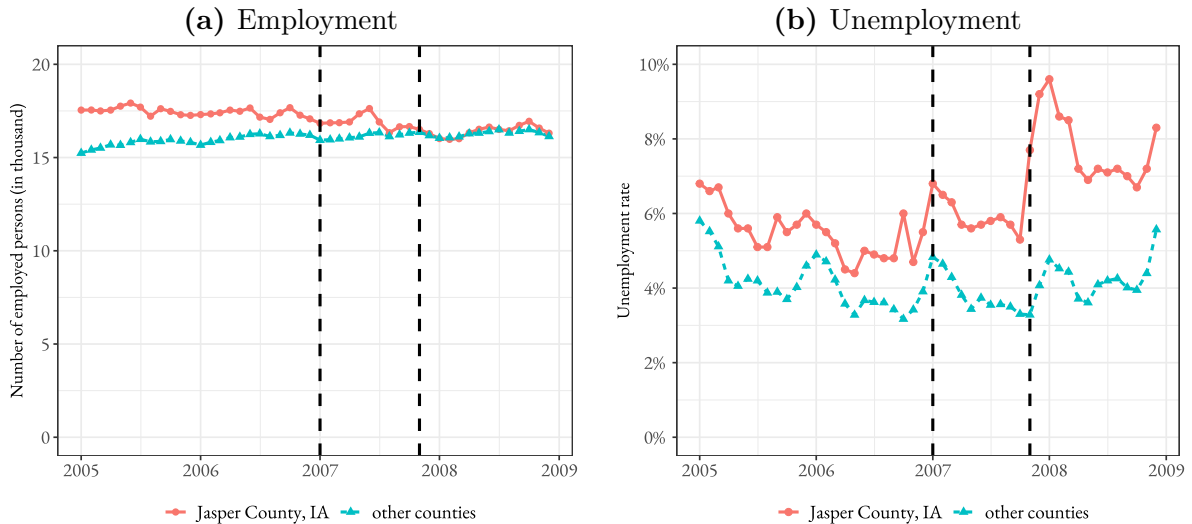 (a) Employment
Number of employed persons (in thousand)
20
15
10
5
0
2005 2006 2007 2008 2009
Jasper County, IA other counties
(b) Unemployment
Unemployment rate
10%
8%
6%
4%
2%
0%
2005 2006 2007 2008 2009
Jasper County, IA other counties